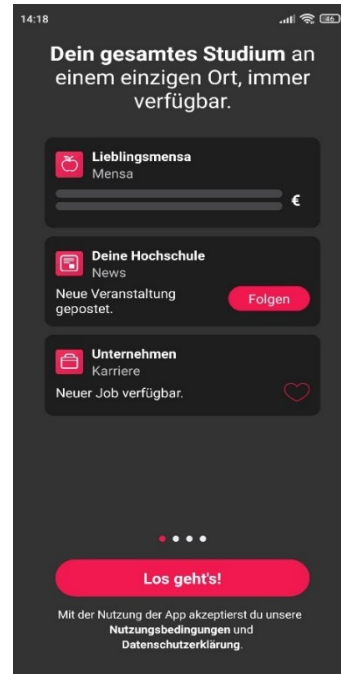 14:18
46
Dein gesamtes Studium an
einem einzigen Ort, immer
verfügbar.
Lieblingsmensa
Mensa
€
Deine Hochschule
News
Neue Veranstaltung
gepostet.
Folgen
Unternehmen
Karriere
Neuer Job verfügbar.
Los geht's!
Mit der Nutzung der App akzeptierst du unsere
Nutzungsbedingungen und
Datenschutzerklärung.